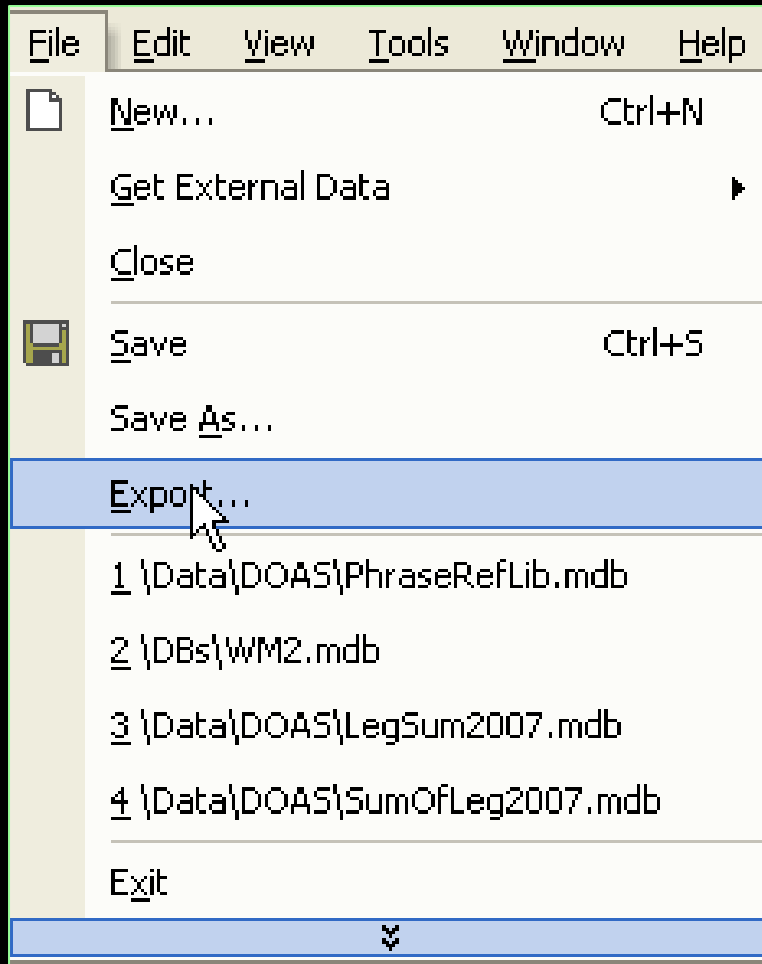 File Edit View Tools Window Help
New... Ctrl+N
Get External Data
Close
Save Ctrl+S
Save As...
Export...
1 \Data\DOAS\PhraseRefLib.mdb
2 \DBs\WM2.mdb
3 \Data\DOAS\LegSum2007.mdb
4 \Data\DOAS\SumOfLeg2007.mdb
Exit